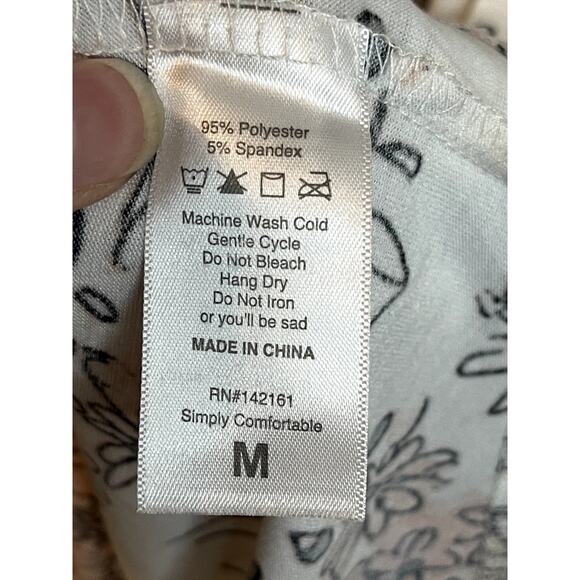 95% Polyester
5% Spandex
Machine Wash Cold
Gentle Cycle
Do Not Bleach
Hang Dry
Do Not Iron
or you'll be sad
MADE IN CHINA
RN#142161
Simply Comfortable
M